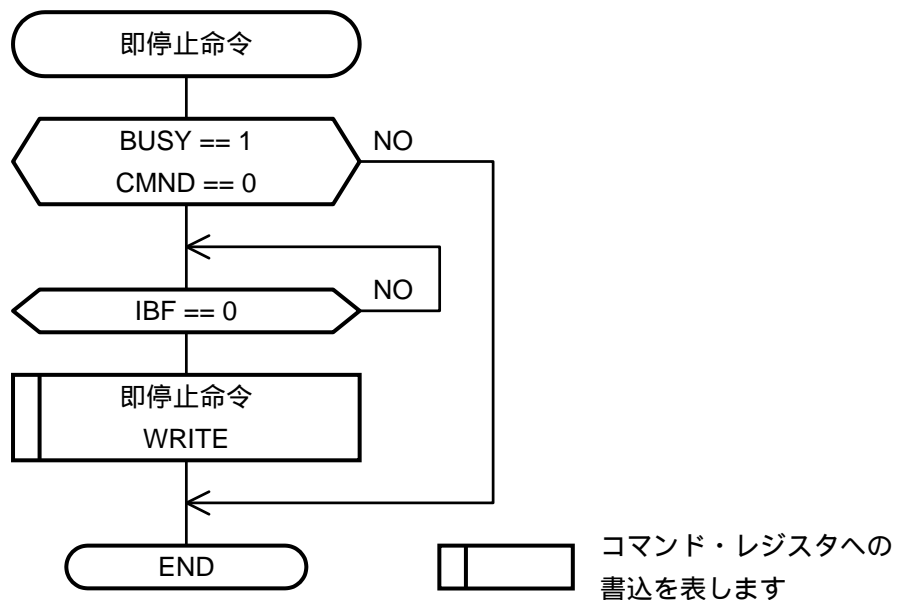 即停止命令
BUSY == 1
CMND == 0
NO
IBF == 0
NO
即停止命令
WRITE
END
コマンド・レジスタへの
書込を表します